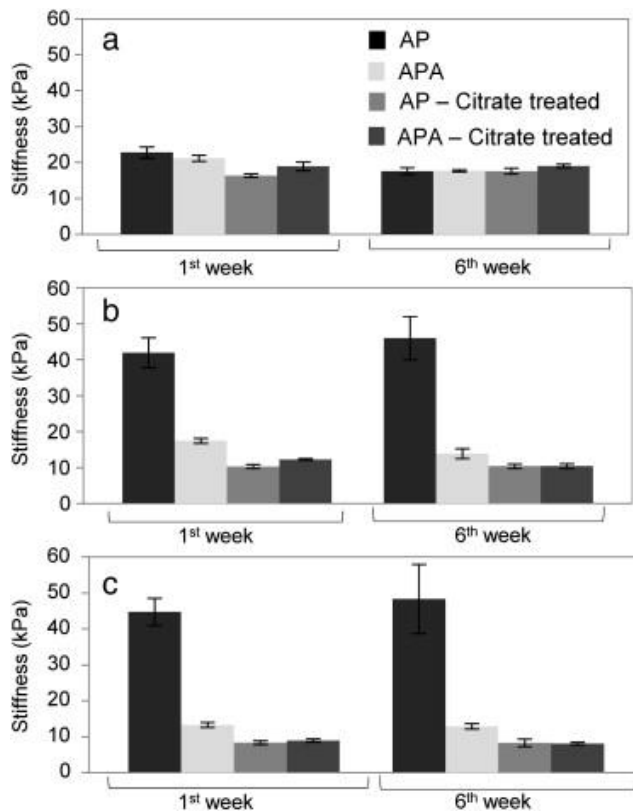 a
60
50
40
30
20
10
0
Stiffness (kPa)
AP
APA
AP – Citrate treated
APA – Citrate treated
1st week
6th week
b
60
50
40
30
20
10
0
Stiffness (kPa)
1st week
6th week
c
60
50
40
30
20
10
0
Stiffness (kPa)
1st week
6th week